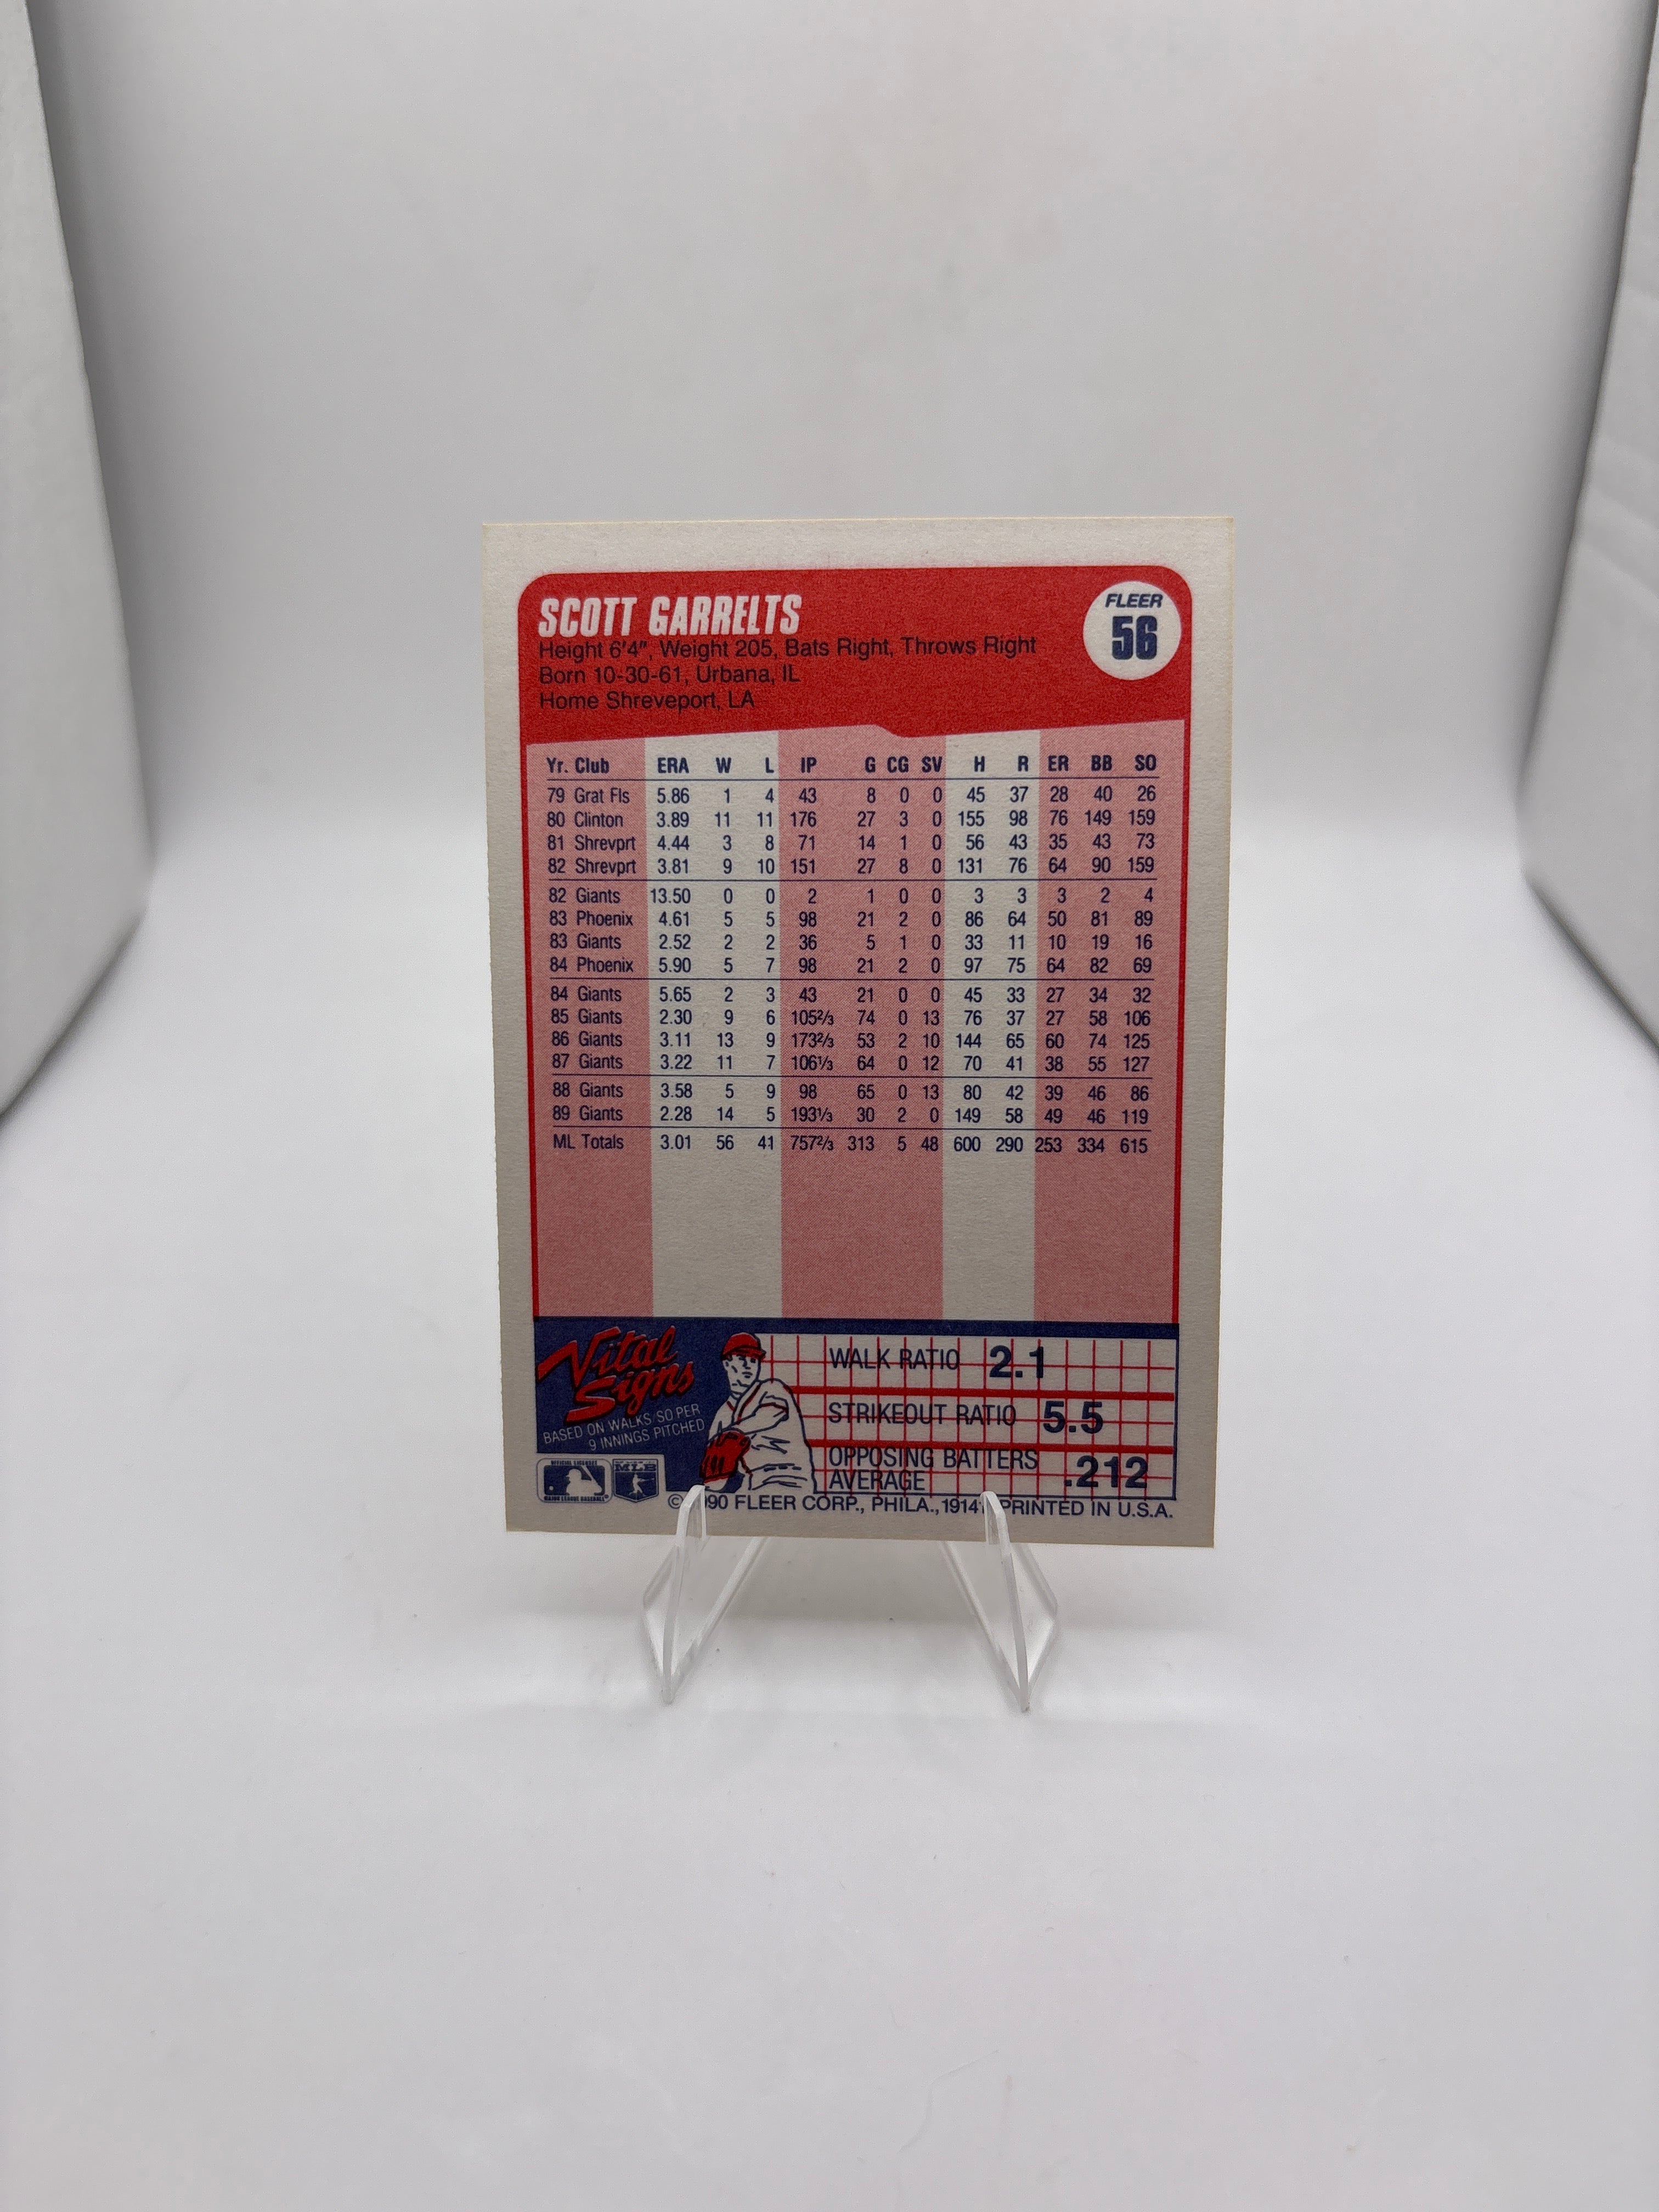 SCOTT GARRELTS
FLEER
56
Height 6'4", Weight 205, Bats Right, Throws Right
Born 10-30-61, Urbana, IL
Home Shreveport, LA
Yr. Club ERA W L IP G CG SV H R ER BB SO
79 Grat Fls 5.86 1 4 43 8 0 0 45 37 28 40 26
80 Clinton 3.89 11 11 176 27 3 0 155 98 76 149 159
81 Shrevprt 4.44 3 8 71 14 1 0 56 43 35 43 73
82 Shrevprt 3.81 9 10 151 27 8 0 131 76 64 90 159
82 Giants 13.50 0 0 2 1 0 0 3 3 3 2 4
83 Phoenix 4.61 5 5 98 21 2 0 86 64 50 81 89
83 Giants 2.52 2 2 36 5 1 0 33 11 10 19 16
84 Phoenix 5.90 5 7 98 21 2 0 97 75 64 82 69
84 Giants 5.65 2 3 43 21 0 0 45 33 27 34 32
85 Giants 2.30 9 6 105⅔ 74 0 13 76 37 27 58 106
86 Giants 3.11 13 9 173⅔ 53 2 10 144 65 60 74 125
87 Giants 3.22 11 7 106⅓ 64 0 12 70 41 38 55 127
88 Giants 3.58 5 9 98 65 0 13 80 42 39 46 86
89 Giants 2.28 14 5 193⅓ 30 2 0 149 58 49 46 119
ML Totals 3.01 56 41 757⅔ 313 5 48 600 290 253 334 615
Vital
Signs
BASED ON WALKS/SO PER
9 INNINGS PITCHED
WALK RATIO 2.1
STRIKEOUT RATIO 5.5
OPPOSING BATTERS
AVERAGE .212
MLB
© 90 FLEER CORP., PHILA., 1914 PRINTED IN U.S.A.